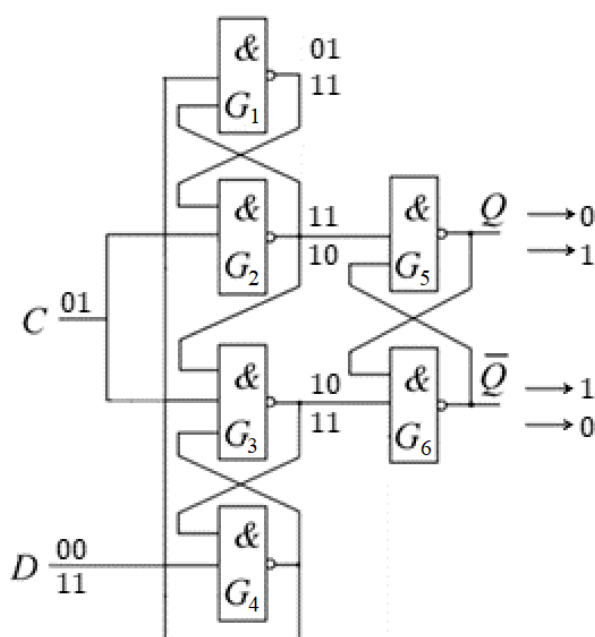 & 01
G₁ 11
& 11 & Q 0
G₂ 10 G₅ 1
C 01
& 10 & Q̅ 1
G₃ 11 G₆ 0
& 
D 00
11 G₄